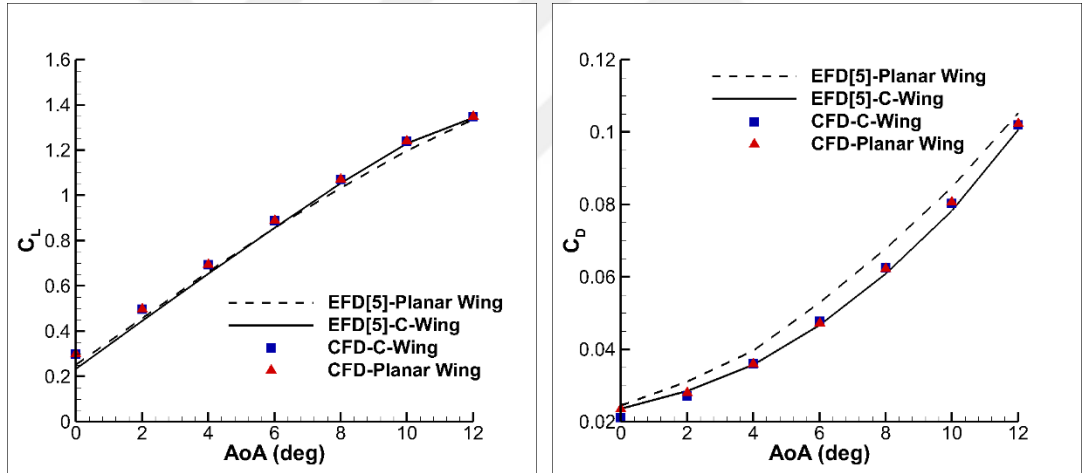 1.6
1.4
1.2
1
0.8
0.6
0.4
0.2
0
C_L
EFD[5]-Planar Wing
EFD[5]-C-Wing
CFD-C-Wing
CFD-Planar Wing
0 2 4 6 8 10 12
AoA (deg)
0.12
0.1
0.08
0.06
0.04
0.02
C_D
EFD[5]-Planar Wing
EFD[5]-C-Wing
CFD-C-Wing
CFD-Planar Wing
0 2 4 6 8 10 12
AoA (deg)